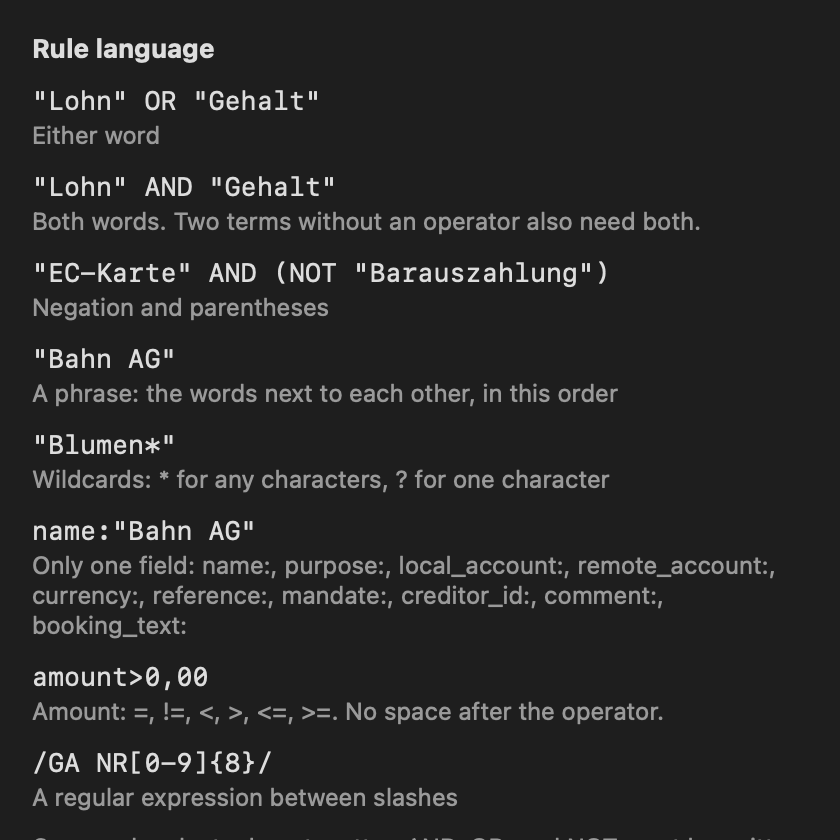 Rule language
"Lohn" OR "Gehalt"
Either word
"Lohn" AND "Gehalt"
Both words. Two terms without an operator also need both.
"EC-Karte" AND (NOT "Barauszahlung")
Negation and parentheses
"Bahn AG"
A phrase: the words next to each other, in this order
"Blumen*"
Wildcards: * for any characters, ? for one character
name:"Bahn AG"
Only one field: name:, purpose:, local_account:, remote_account:,
currency:, reference:, mandate:, creditor_id:, comment:,
booking_text:
amount>0,00
Amount: =, !=, <, >, <=, >=. No space after the operator.
/GA NR[0-9]{8}/
A regular expression between slashes